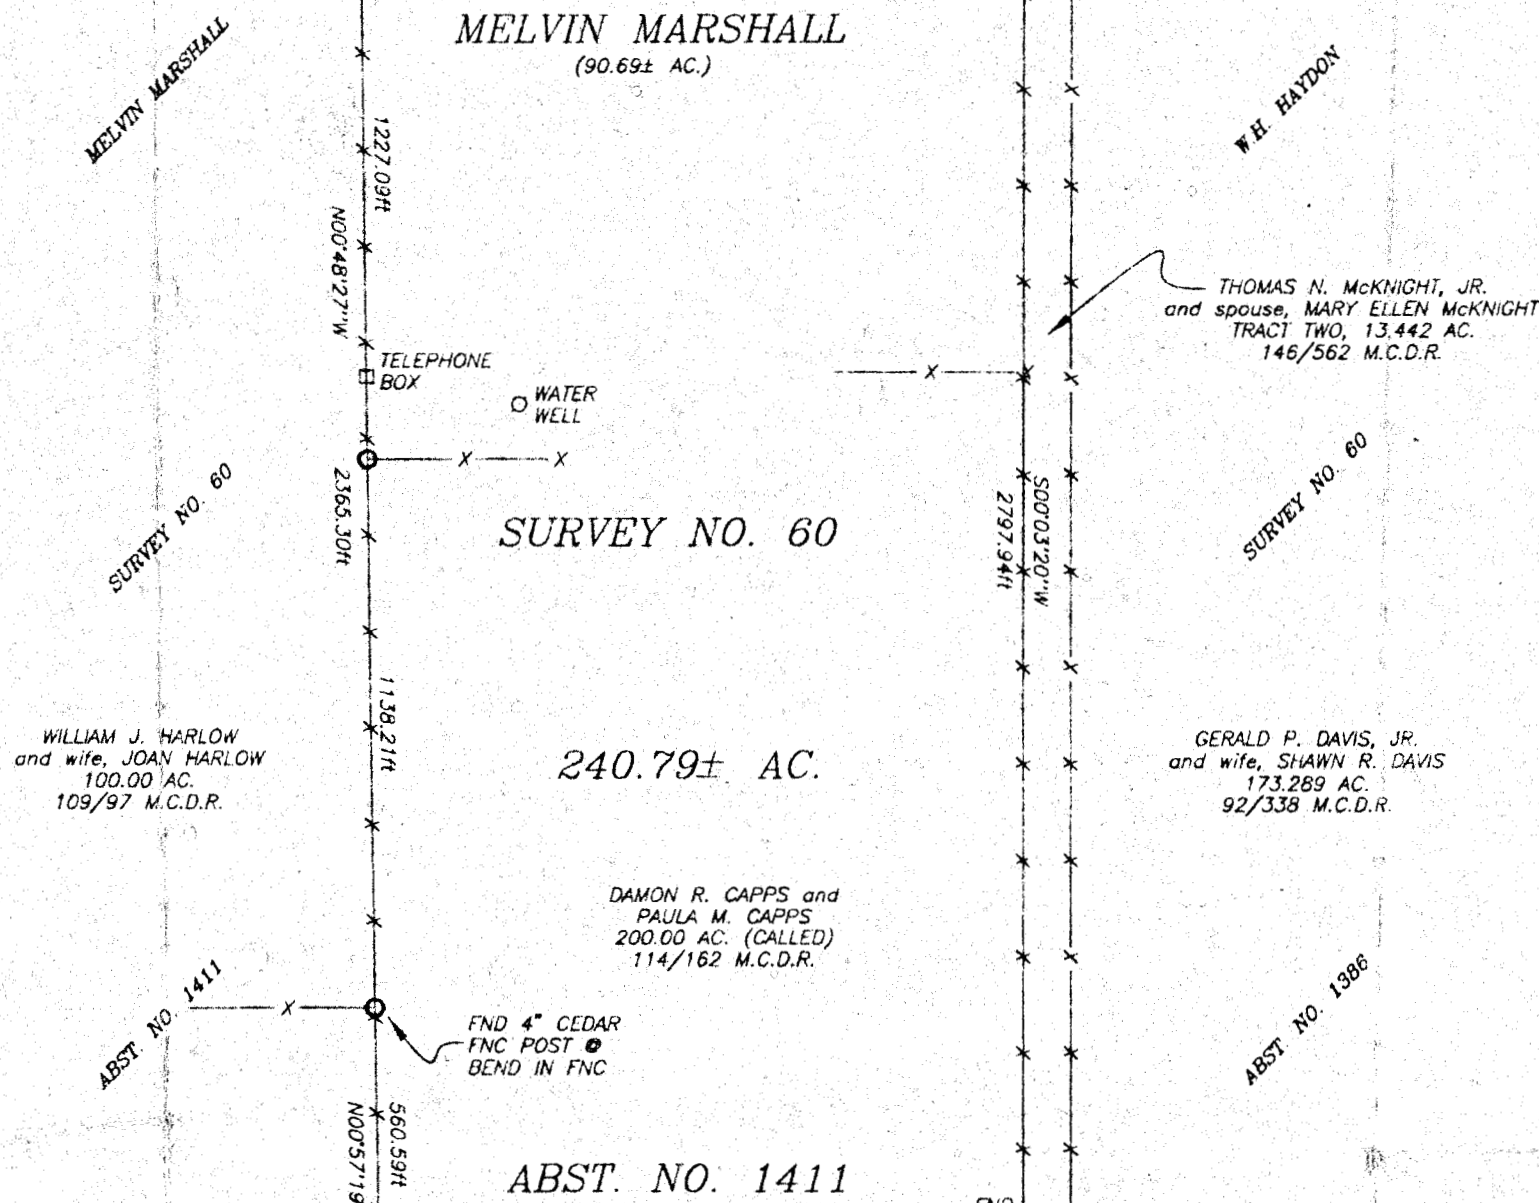 MELVIN MARSHALL
(90.69± AC.)
MELVIN MARSHALL
W.H. HAYDON
1227.09ft
N00°48'27"W
THOMAS N. McKNIGHT, JR.
and spouse, MARY ELLEN McKNIGHT
TRACT TWO, 13.442 AC.
146/562 M.C.D.R.
TELEPHONE
BOX
WATER
WELL
X
X X
2365.30ft
SURVEY NO. 60
SURVEY NO. 60
S00°03'20"W
2797.94ft
SURVEY NO. 60
1138.21ft
WILLIAM J. HARLOW
and wife, JOAN HARLOW
100.00 AC.
109/97 M.C.D.R.
240.79± AC.
GERALD P. DAVIS, JR.
and wife, SHAWN R. DAVIS
173.289 AC.
92/338 M.C.D.R.
DAMON R. CAPPS and
PAULA M. CAPPS
200.00 AC. (CALLED)
114/162 M.C.D.R.
ABST. NO. 1411
X
FND 4" CEDAR
FNC POST @
BEND IN FNC
ABST. NO. 1386
560.59ft
N00°57'19
ABST. NO. 1411